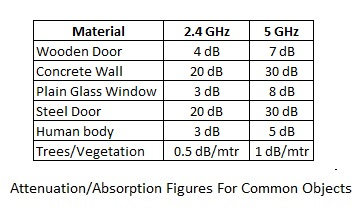 Material 2.4 GHz 5 GHz
Wooden Door 4 dB 7 dB
Concrete Wall 20 dB 30 dB
Plain Glass Window 3 dB 8 dB
Steel Door 20 dB 30 dB
Human body 3 dB 5 dB
Trees/Vegetation 0.5 dB/mtr 1 dB/mtr
.
Attenuation/Absorption Figures For Common Objects